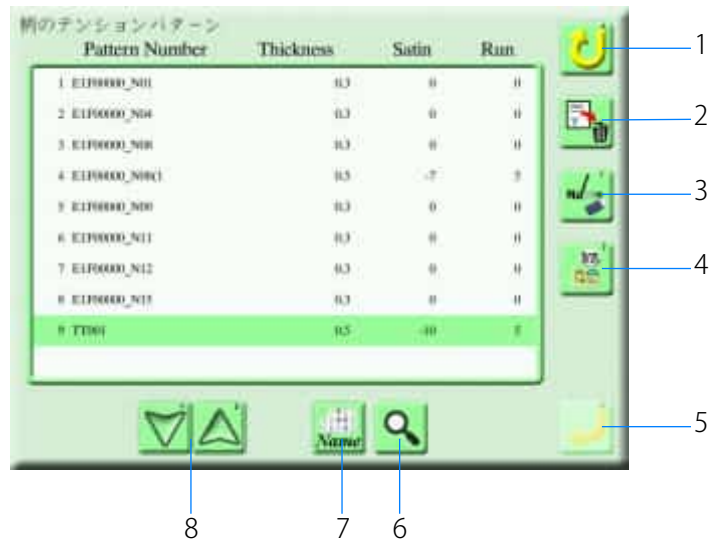 柄のテンションパターン
Pattern Number Thickness Satin Run
1 E1F00000_N01 0.3 0 0
2 E1F00000_N04 0.3 0 0
3 E1F00000_N08 0.3 0 0
4 0.5 -7 5
5 E1F00000_N09 0.3 0 0
6 E1F00000_N11 0.3 0 0
7 E1F00000_N12 0.3 0 0
8 E1F00000_N15 0.3 0 0
9 TT001 0.5 -10 5
Name
1
2
3
4
5
6
7
8